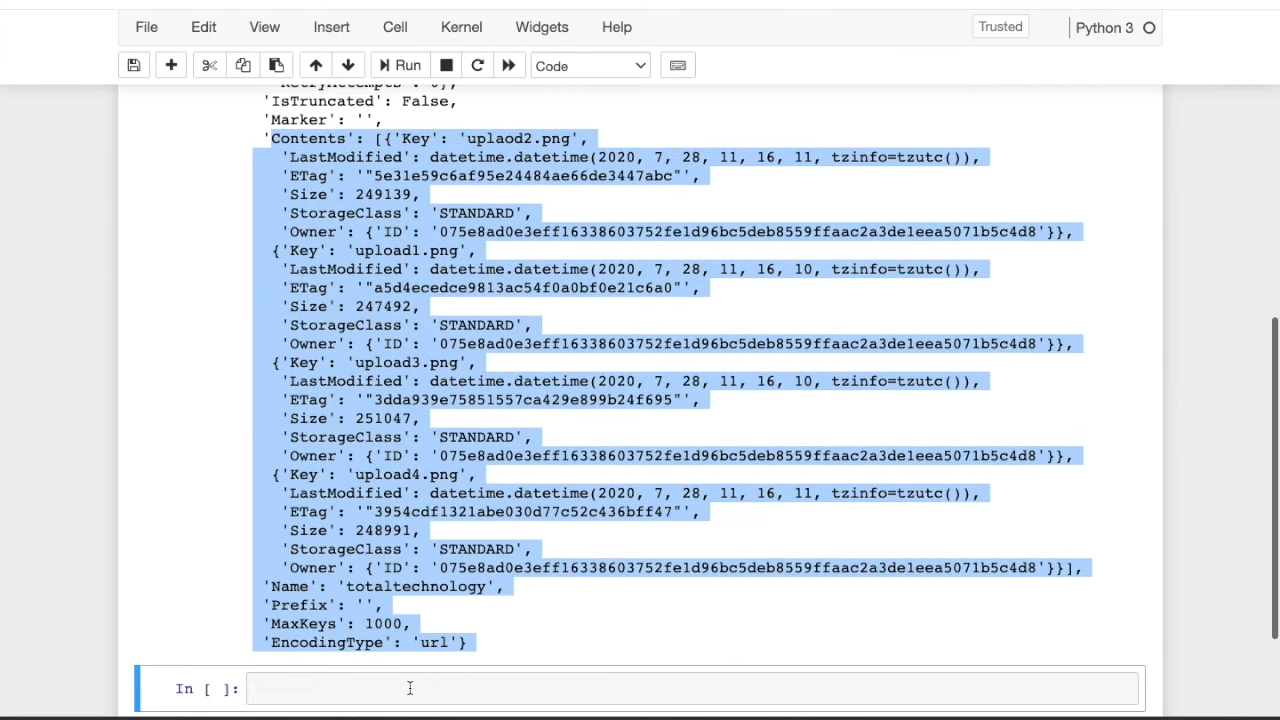 File Edit View Insert Cell Kernel Widgets Help Trusted Python 3
Run Code
'IsTruncated': False,
'Marker': '',
'Contents': [{'Key': 'uplaod2.png',
'LastModified': datetime.datetime(2020, 7, 28, 11, 16, 11, tzinfo=tzutc()),
'ETag': '"5e31e59c6af95e24484ae66de3447abc"',
'Size': 249139,
'StorageClass': 'STANDARD',
'Owner': {'ID': '075e8ad0e3eff16338603752fe1d96bc5deb8559ffaac2a3de1eea5071b5c4d8'}},
{'Key': 'upload1.png',
'LastModified': datetime.datetime(2020, 7, 28, 11, 16, 10, tzinfo=tzutc()),
'ETag': '"a5d4ecedce9813ac54f0a0bf0e21c6a0"',
'Size': 247492,
'StorageClass': 'STANDARD',
'Owner': {'ID': '075e8ad0e3eff16338603752fe1d96bc5deb8559ffaac2a3de1eea5071b5c4d8'}},
{'Key': 'upload3.png',
'LastModified': datetime.datetime(2020, 7, 28, 11, 16, 10, tzinfo=tzutc()),
'ETag': '"3dda939e75851557ca429e899b24f695"',
'Size': 251047,
'StorageClass': 'STANDARD',
'Owner': {'ID': '075e8ad0e3eff16338603752fe1d96bc5deb8559ffaac2a3de1eea5071b5c4d8'}},
{'Key': 'upload4.png',
'LastModified': datetime.datetime(2020, 7, 28, 11, 16, 11, tzinfo=tzutc()),
'ETag': '"3954cdf1321abe030d77c52c436bff47"',
'Size': 248991,
'StorageClass': 'STANDARD',
'Owner': {'ID': '075e8ad0e3eff16338603752fe1d96bc5deb8559ffaac2a3de1eea5071b5c4d8'}}],
'Name': 'totaltechnology',
'Prefix': '',
'MaxKeys': 1000,
'EncodingType': 'url'}
In [ ]: